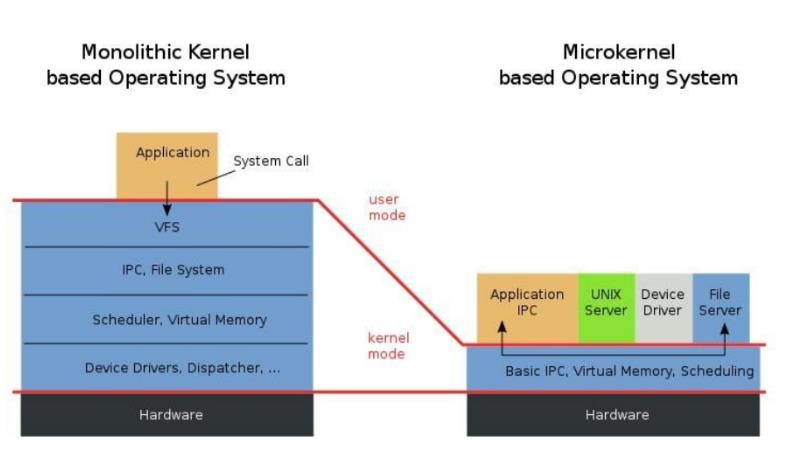 Monolithic Kernel
based Operating System
Microkernel
based Operating System
Application
System Call
user
mode
VFS
IPC, File System
Scheduler, Virtual Memory
kernel
mode
Device Drivers, Dispatcher, ...
Hardware
Application
IPC
UNIX
Server
Device
Driver
File
Server
Basic IPC, Virtual Memory, Scheduling
Hardware